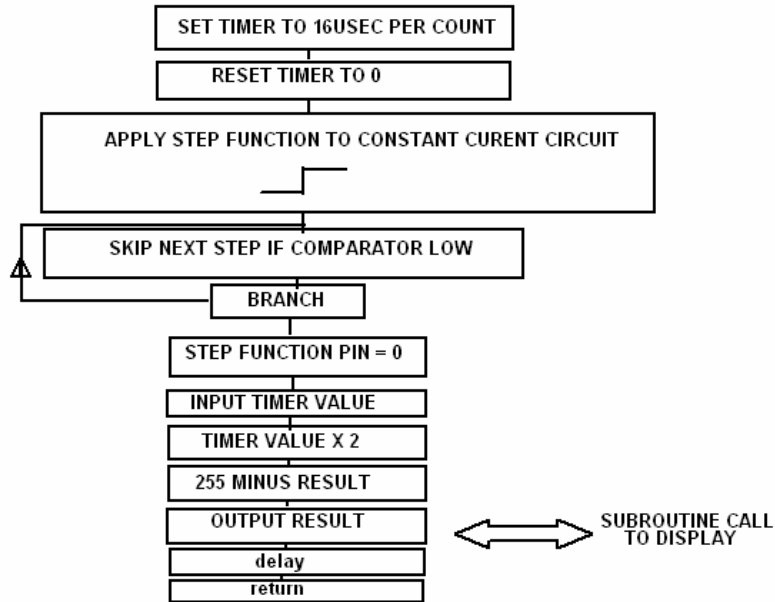 SET TIMER TO 16USEC PER COUNT
RESET TIMER TO 0
APPLY STEP FUNCTION TO CONSTANT CURENT CIRCUIT
SKIP NEXT STEP IF COMPARATOR LOW
BRANCH
STEP FUNCTION PIN = 0
INPUT TIMER VALUE
TIMER VALUE X 2
255 MINUS RESULT
OUTPUT RESULT
SUBROUTINE CALL
TO DISPLAY
delay
return